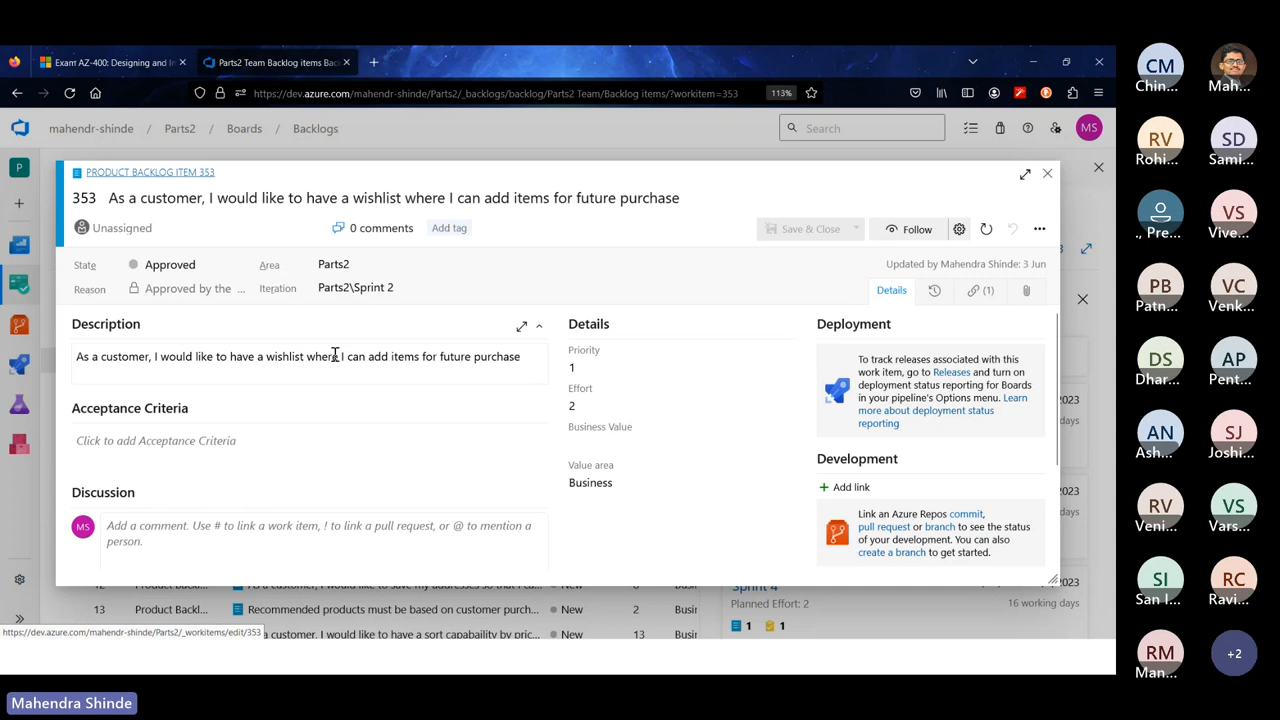 Exam AZ-400: Designing and In
Parts2 Team Backlog items Back
https://dev.azure.com/mahendr-shinde/Parts2/_backlogs/backlog/Parts2 Team/Backlog items/?workitem=353
113%
mahendr-shinde / Parts2 / Boards / Backlogs
Search
MS
P
PRODUCT BACKLOG ITEM 353
353 As a customer, I would like to have a wishlist where I can add items for future purchase
Unassigned
0 comments
Add tag
Save & Close
Follow
State
Approved
Area
Parts2
Updated by Mahendra Shinde: 3 Jun
Reason
Approved by the ...
Iteration
Parts2\Sprint 2
Details
(1)
Description
As a customer, I would like to have a wishlist where I can add items for future purchase
Acceptance Criteria
Click to add Acceptance Criteria
Discussion
MS
Add a comment. Use # to link a work item, ! to link a pull request, or @ to mention a
person.
Details
Priority
1
Effort
2
Business Value
Value area
Business
Deployment
To track releases associated with this
work item, go to Releases and turn on
deployment status reporting for Boards
in your pipeline's Options menu. Learn
more about deployment status
reporting
Development
Add link
Link an Azure Repos commit,
pull request or branch to see the status
of your development. You can also
create a branch to get started.
2023
days
2023
days
2023
13 Product Backl... Recommended products must be based on customer purch... New 2 Busir
customer, I would like to have a sort capabaility by pric... New 13 Busir
Sprint 4
Planned Effort: 2
16 working days
1
1
https://dev.azure.com/mahendr-shinde/Parts2/_workitems/edit/353
CM
Chin...
Mah...
RV
Rohi...
SD
Sami...
., Pre...
VS
Vive...
PB
Patn...
VC
Venk...
DS
Dhar...
AP
Pent...
AN
Ash...
SJ
Joshi...
RV
Veni...
VS
Vars...
SI
San I...
RC
Ravi...
RM
Man...
+2
Mahendra Shinde